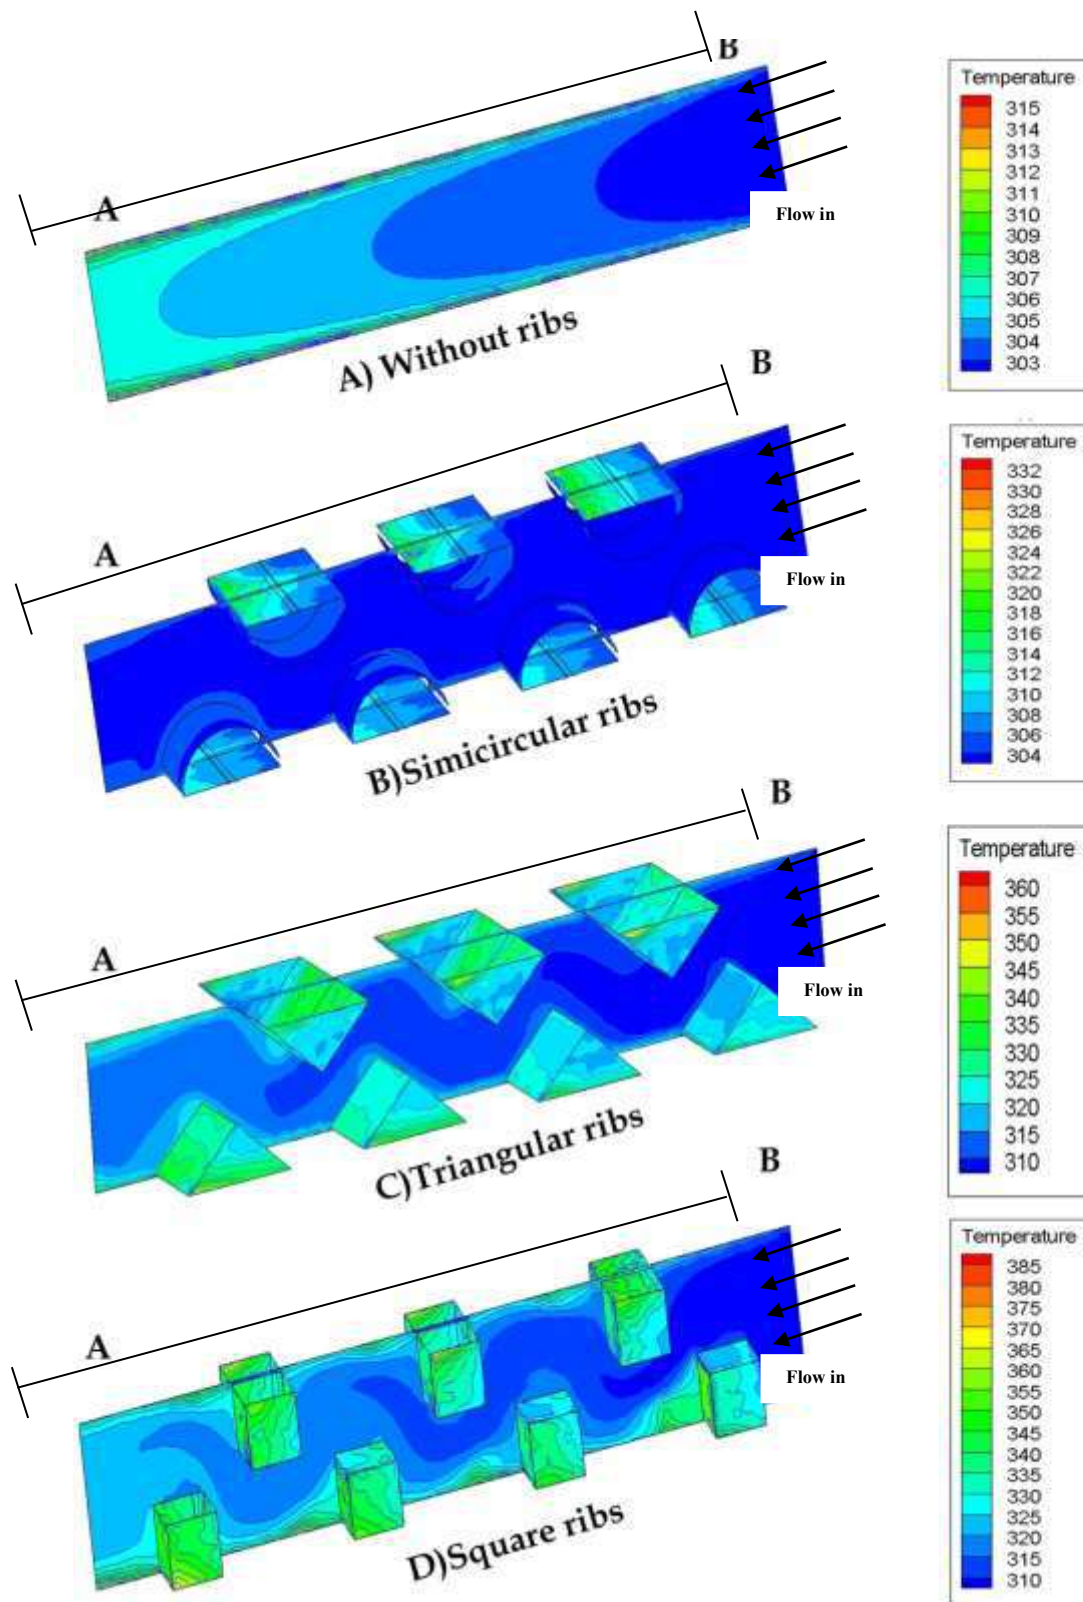 B
A
Flow in
A) Without ribs
Temperature
315
314
313
312
311
310
309
308
307
306
305
304
303
B
A
Flow in
B)Simicircular ribs
Temperature
332
330
328
326
324
322
320
318
316
314
312
310
308
306
304
B
A
Flow in
C)Triangular ribs
Temperature
360
355
350
345
340
335
330
325
320
315
310
B
A
Flow in
D)Square ribs
Temperature
385
380
375
370
365
360
355
350
340
335
330
325
320
315
310